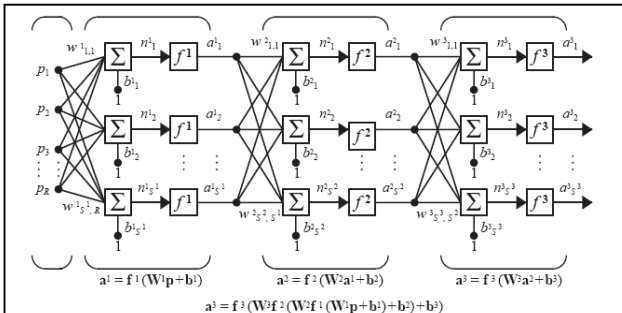 w¹₁,₁ n¹₁ a¹₁ w²₁,₁ n²₁ a²₁ w³₁,₁ n³₁ a³₁
p₁ Σ f¹ Σ f² Σ f³
b¹₁ b²₁ b³₁
1 1 1
p₂ n¹₂ a¹₂ n²₂ a²₂ n³₂ a³₂
Σ f¹ Σ f² Σ f³
p₃ b¹₂ b²₂ b³₂
1 1 1
p_R n¹_S¹ a¹_S¹ n²_S² a²_S² n³_S³ a³_S³
Σ f¹ Σ f² Σ f³
w¹_S¹,R w²_S²,S¹ w³_S³,S²
b¹_S¹ b²_S² b³_S³
1 1 1
a¹ = f¹ (W¹p+b¹) a² = f² (W²a¹+b²) a³ = f³ (W³a²+b³)
a³ = f³ (W³f² (W²f¹ (W¹p+b¹)+b²)+b³)